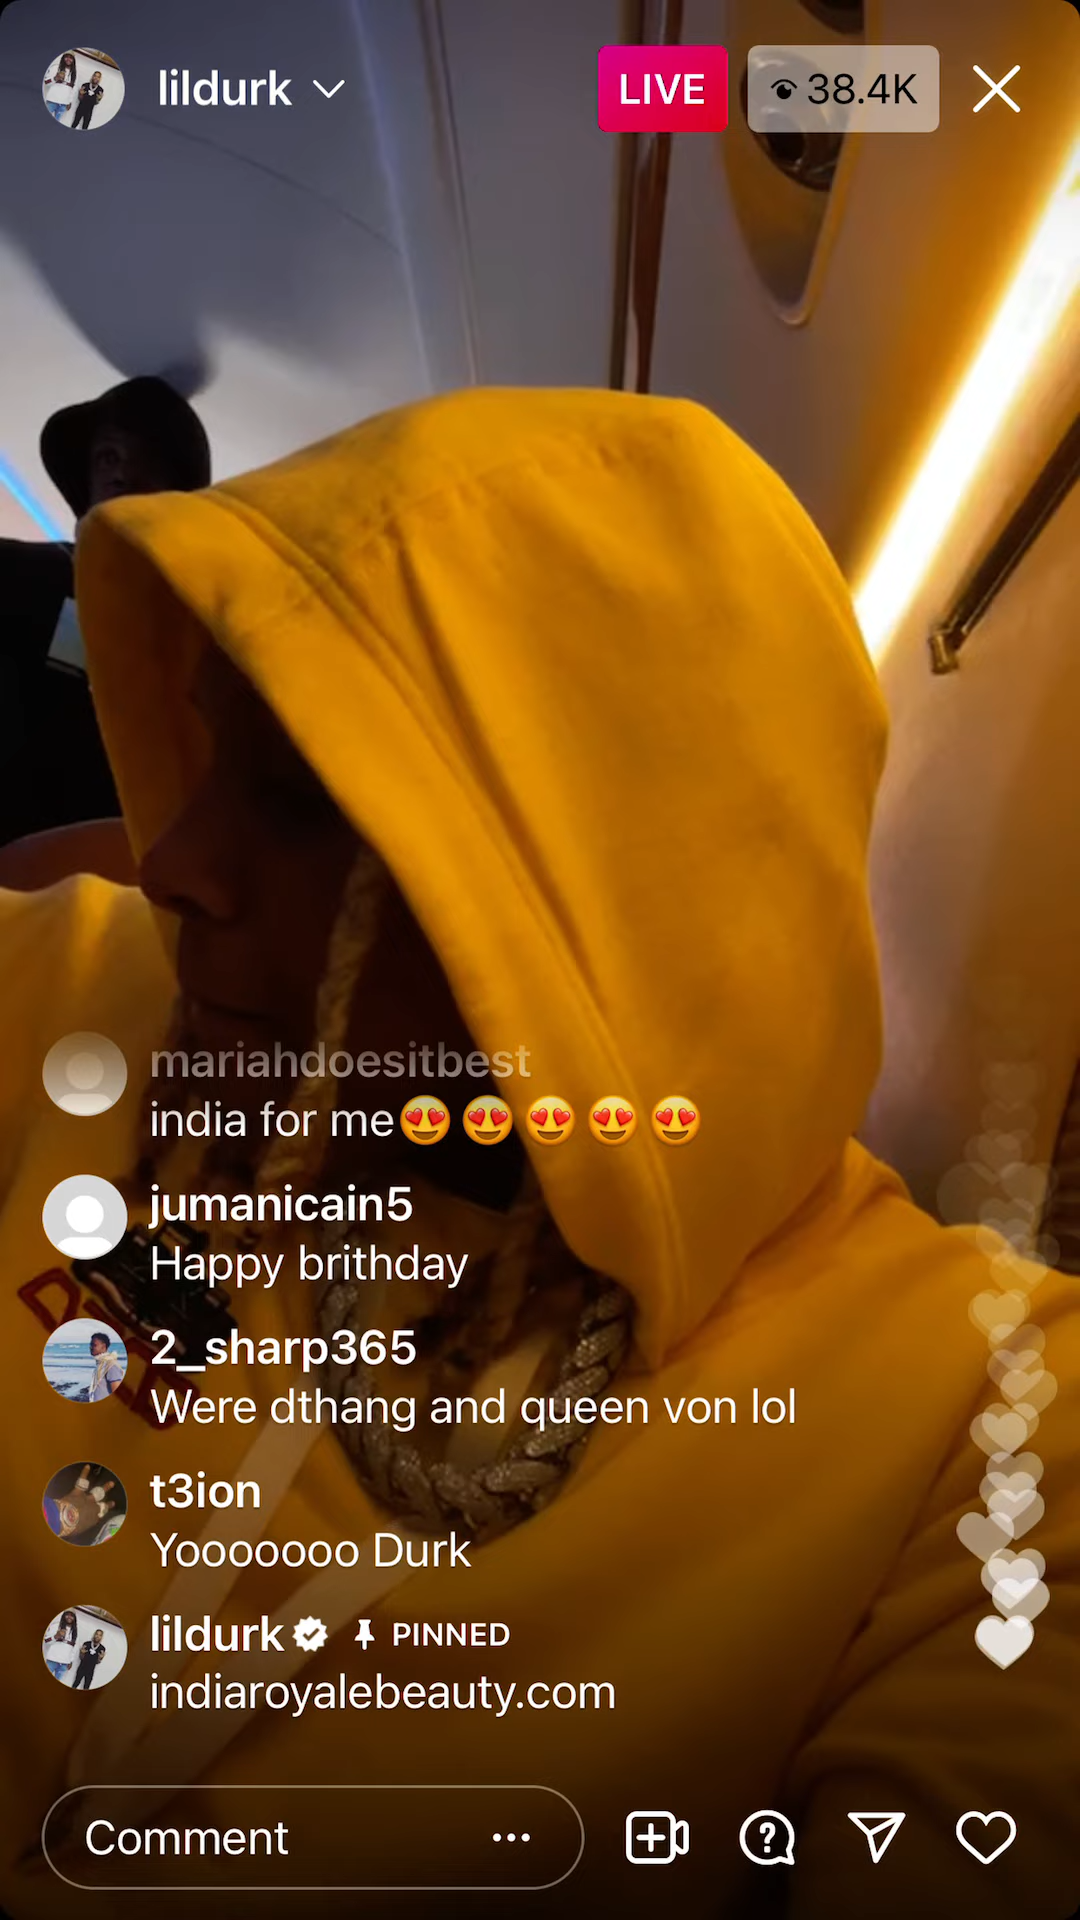 lildurk
LIVE
38.4K
mariahdoesitbest
india for me😍😍😍😍😍
jumanicain5
Happy brithday
2_sharp365
Were dthang and queen von lol
t3ion
Yooooooo Durk
lildurk PINNED
indiaroyalebeauty.com
Comment